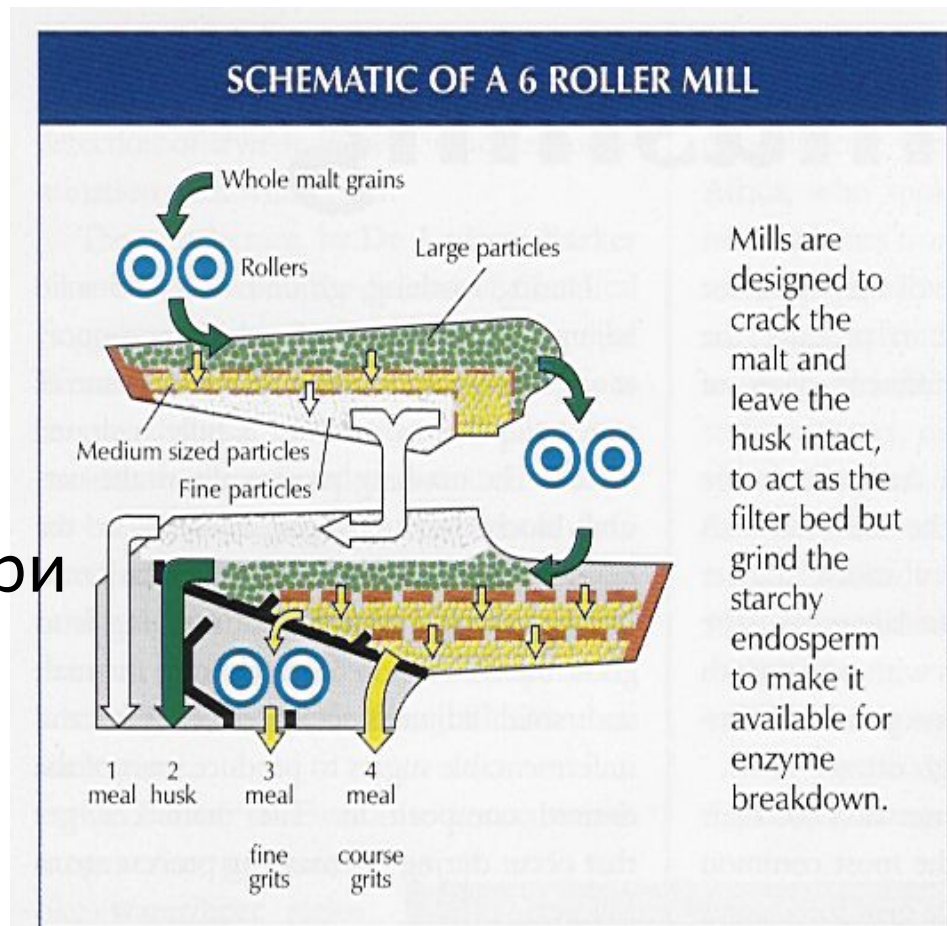 SCHEMATIC OF A 6 ROLLER MILL
Whole malt grains
Rollers
Large particles
Medium sized particles
Fine particles
Mills are
designed to
crack the
malt and
leave the
husk intact,
to act as the
filter bed but
grind the
starchy
endosperm
to make it
available for
enzyme
breakdown.
ри
1 2 3 4
meal husk meal meal
fine course
grits grits